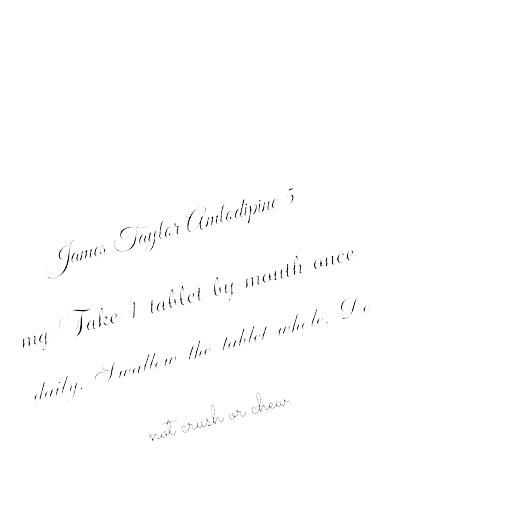 James Taylor Amlodipine 5
mg Take 1 tablet by mouth once
daily. Swallow the tablet whole. Do
not crush or chew